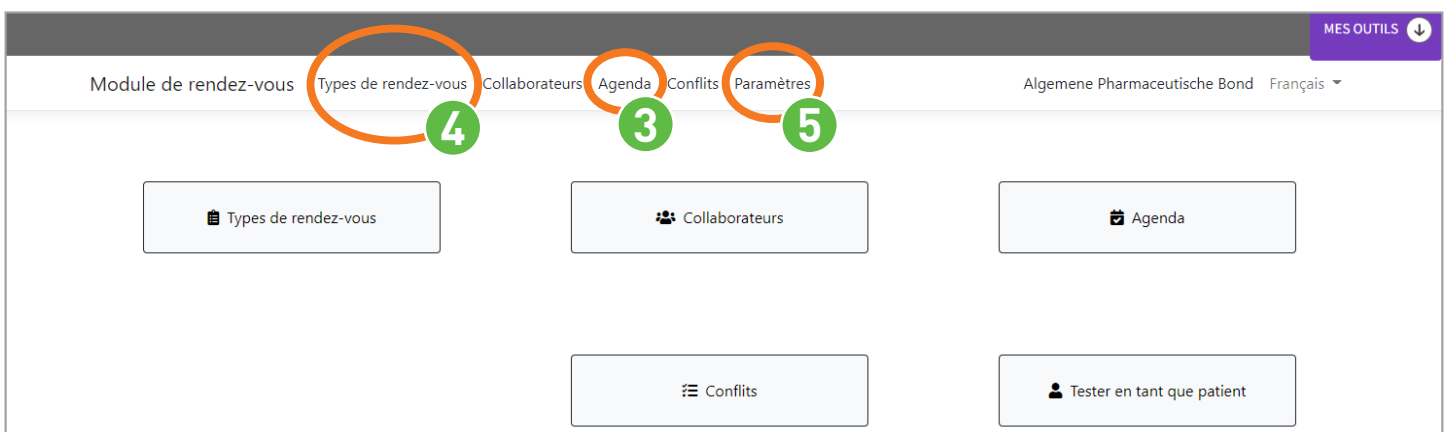 MES OUTILS
Module de rendez-vous Types de rendez-vous Collaborateurs Agenda Conflits Paramètres Algemene Pharmaceutische Bond Français
4 3 5
Types de rendez-vous Collaborateurs Agenda
Conflits Tester en tant que patient